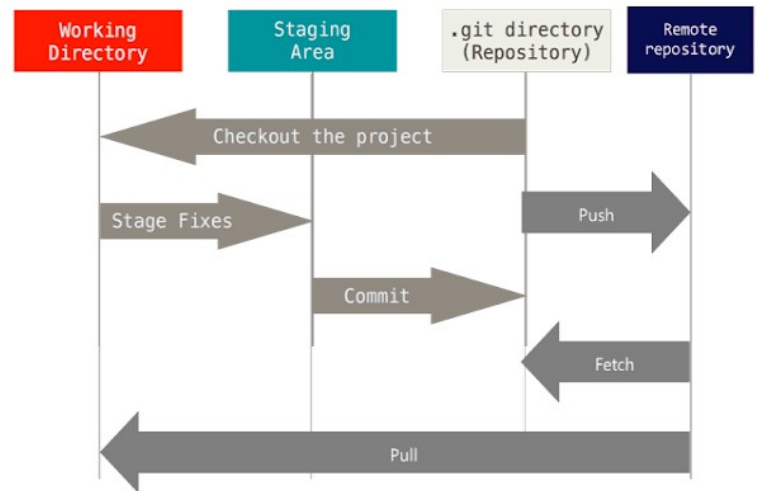 Working
Directory
Staging
Area
.git directory
(Repository)
Remote
repository
Checkout the project
Stage Fixes
Push
Commit
Fetch
Pull